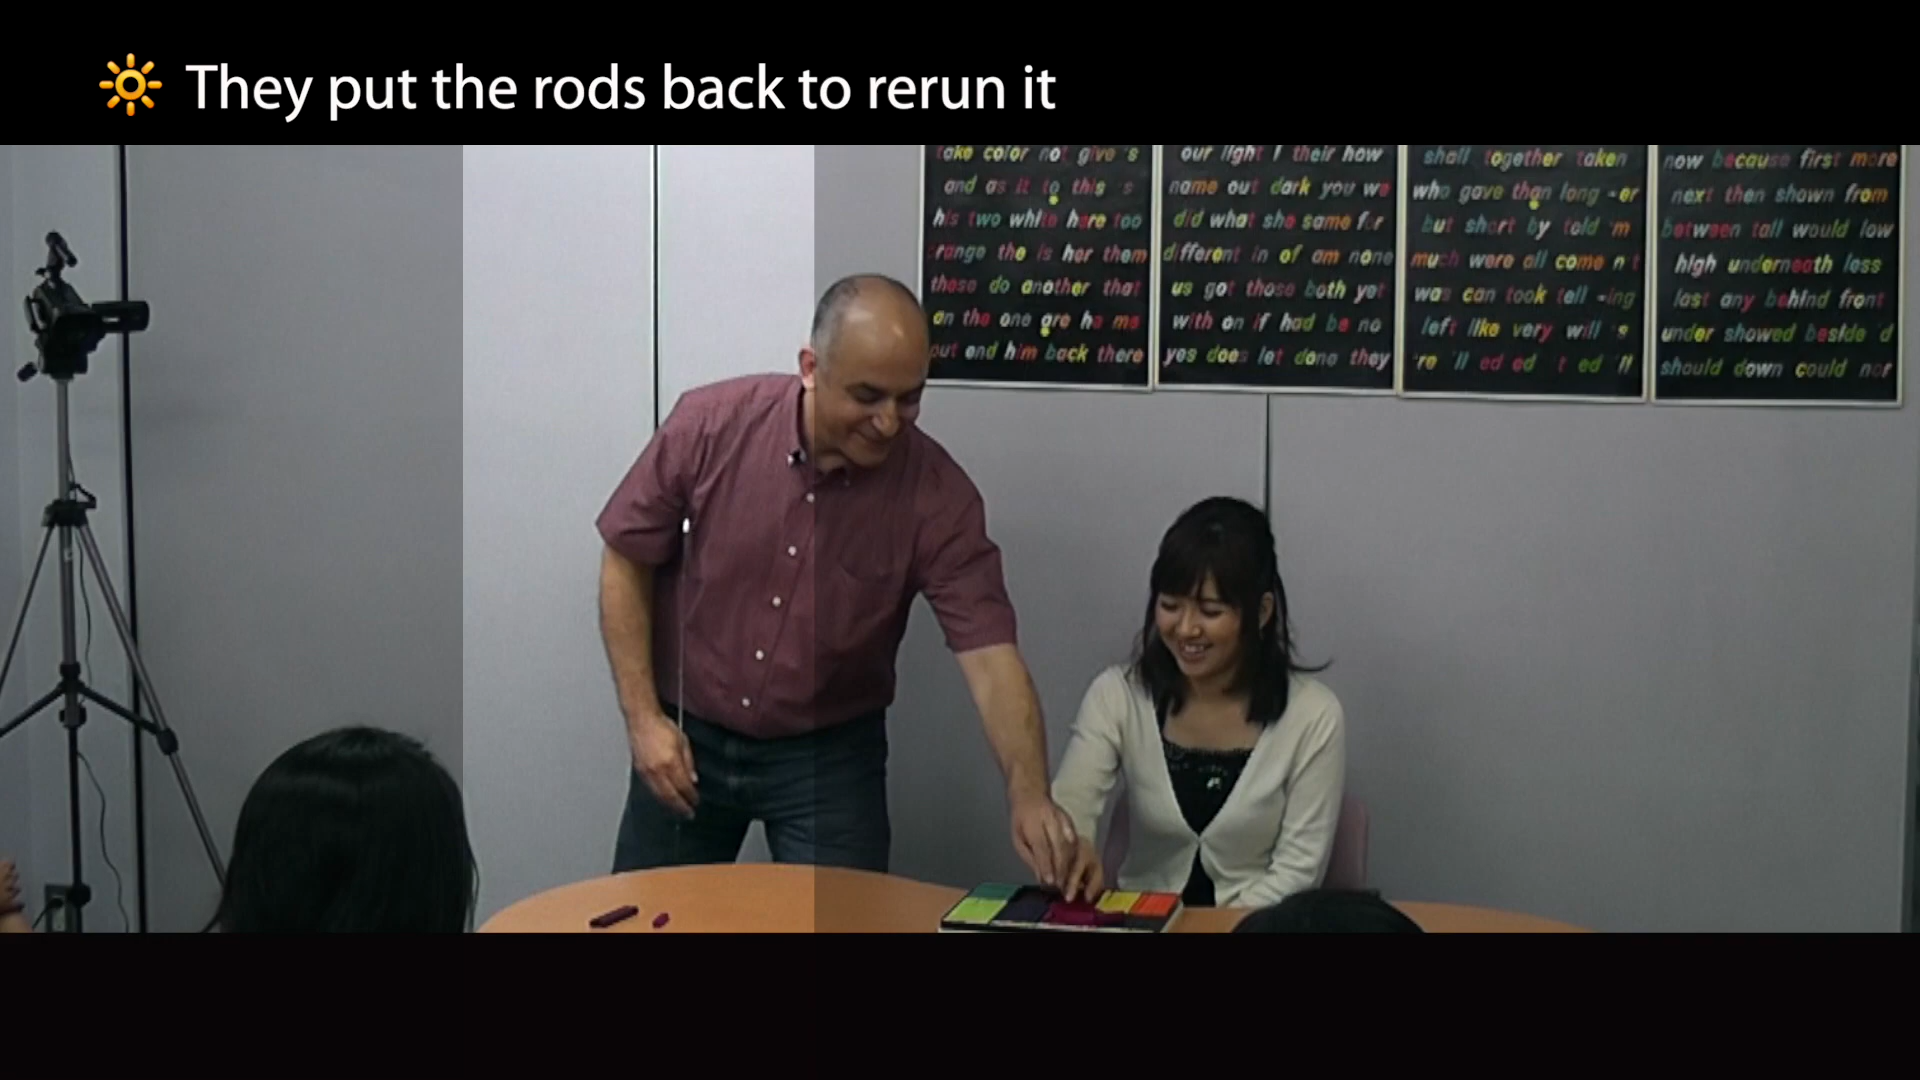 They put the rods back to rerun it
take color not give 's
and as it to this 's
his two white here too
orange the is her them
these do another that
an the one are he me
put end him back there
our light I their how
name out dark you we
did what she same for
different in of am none
us got those both yet
with on if had be no
yes does let done they
shall together taken
who gave than long -er
but short by told 'm
much were all come n't
was can took tell -ing
left like very will 's
're 'll ed ed 't ed 'll
now because first more
next then shown from
between tall would low
high underneath less
last any behind front
under showed beside 'd
should down could nor